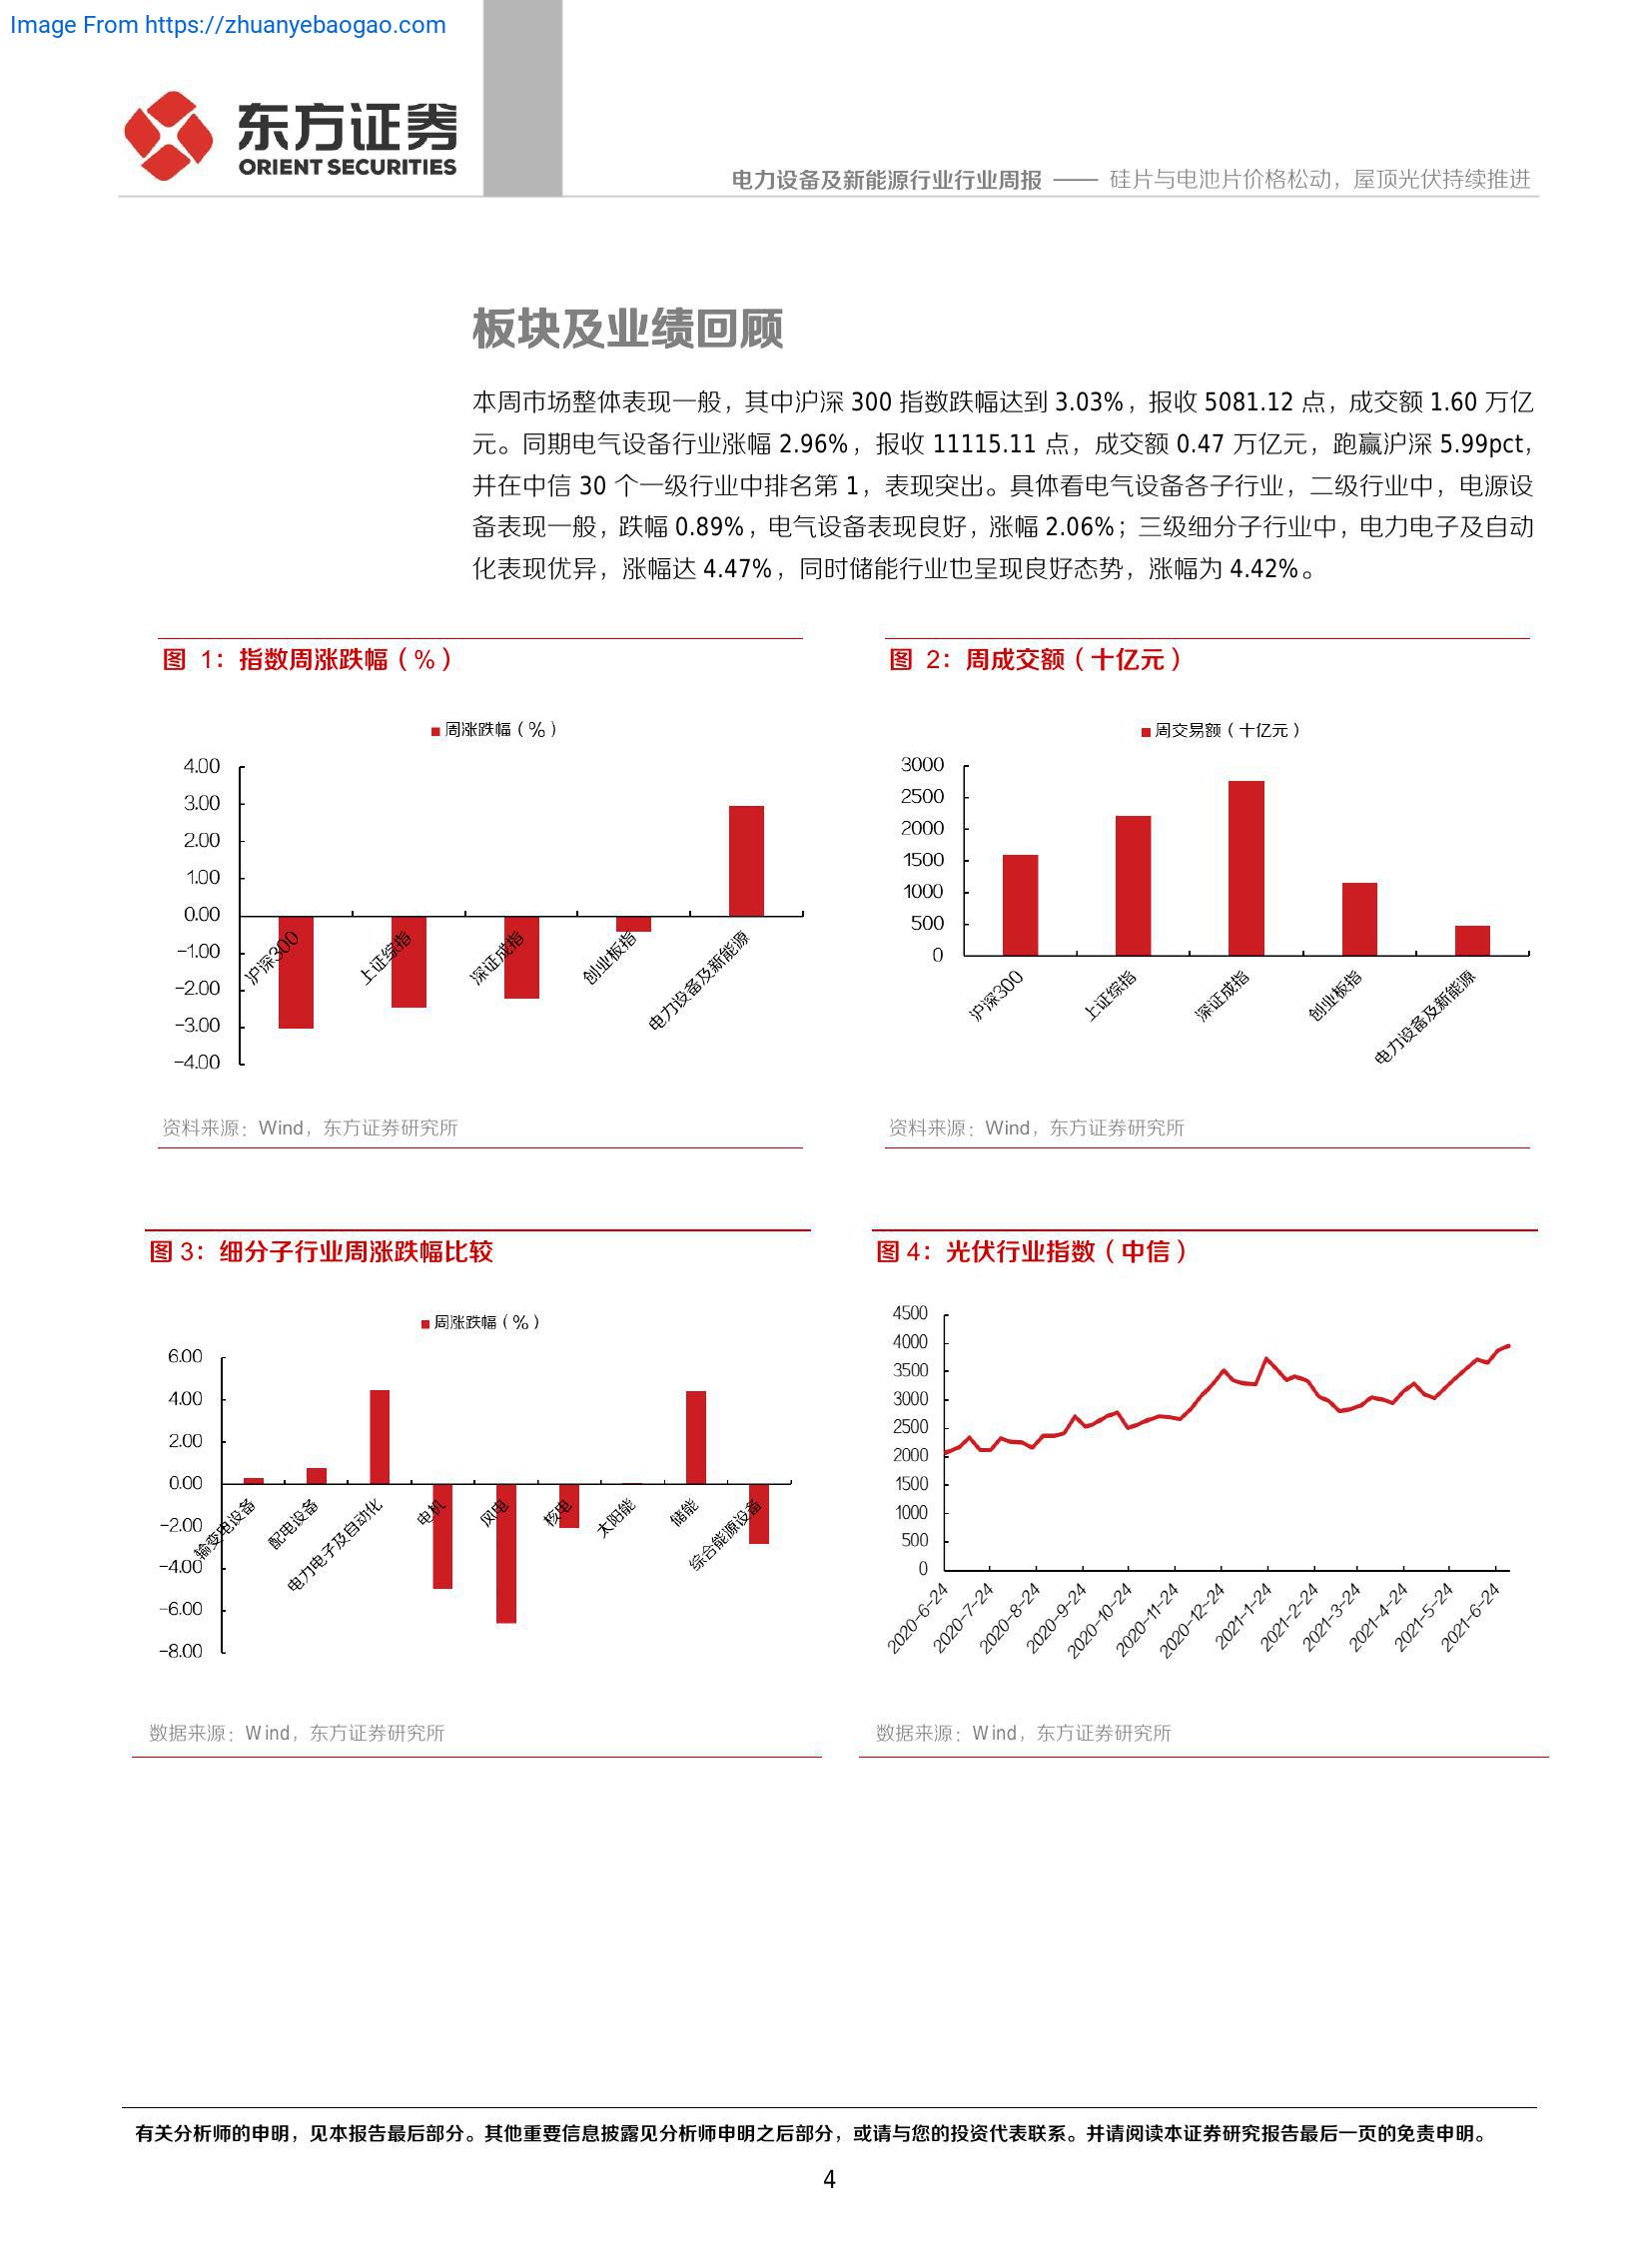 Image From https://zhuanyebaogao.com
东方证券
ORIENT SECURITIES
电力设备及新能源行业行业周报 —— 硅片与电池片价格松动，屋顶光伏持续推进
板块及业绩回顾
本周市场整体表现一般，其中沪深 300 指数跌幅达到 3.03%，报收 5081.12 点，成交额 1.60 万亿
元。同期电气设备行业涨幅 2.96%，报收 11115.11 点，成交额 0.47 万亿元，跑赢沪深 5.99pct，
并在中信 30 个一级行业中排名第 1，表现突出。具体看电气设备各子行业，二级行业中，电源设
备表现一般，跌幅 0.89%，电气设备表现良好，涨幅 2.06%；三级细分子行业中，电力电子及自动
化表现优异，涨幅达 4.47%，同时储能行业也呈现良好态势，涨幅为 4.42%。
图 1：指数周涨跌幅（%）
周涨跌幅（%）
4.00
3.00
2.00
1.00
0.00
-1.00
-2.00
-3.00
-4.00
沪深300
上证综指
深证成指
创业板指
电力设备及新能源
资料来源：Wind，东方证券研究所
图 2：周成交额（十亿元）
周交易额（十亿元）
3000
2500
2000
1500
1000
500
0
沪深300
上证综指
深证成指
创业板指
电力设备及新能源
资料来源：Wind，东方证券研究所
图 3：细分子行业周涨跌幅比较
周涨跌幅（%）
6.00
4.00
2.00
0.00
-2.00
-4.00
-6.00
-8.00
输变电设备
配电设备
电力电子及自动化
电机
风电
核电
太阳能
储能
综合能源设备
数据来源：Wind，东方证券研究所
图 4：光伏行业指数（中信）
4500
4000
3500
3000
2500
2000
1500
1000
500
0
2020-6-24
2020-7-24
2020-8-24
2020-9-24
2020-10-24
2020-11-24
2020-12-24
2021-1-24
2021-2-24
2021-3-24
2021-4-24
2021-5-24
2021-6-24
数据来源：Wind，东方证券研究所
有关分析师的申明，见本报告最后部分。其他重要信息披露见分析师申明之后部分，或请与您的投资代表联系。并请阅读本证券研究报告最后一页的免责申明。
4